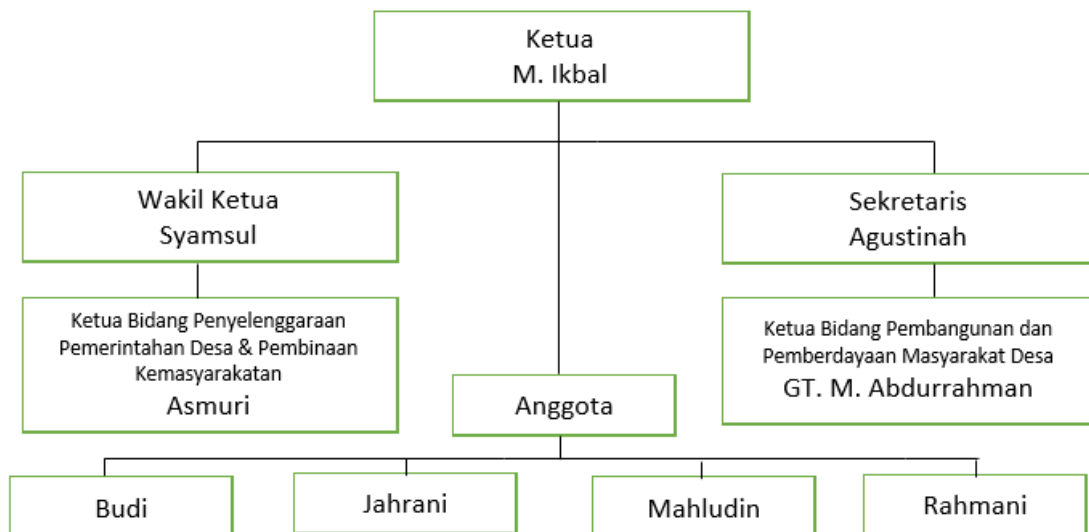 Ketua
M. Ikbal
Wakil Ketua
Syamsul
Sekretaris
Agustinah
Ketua Bidang Penyelenggaraan
Pemerintahan Desa & Pembinaan
Kemasyarakatan
Asmuri
Ketua Bidang Pembangunan dan
Pemberdayaan Masyarakat Desa
GT. M. Abdurrahman
Anggota
Budi
Jahrani
Mahludin
Rahmani